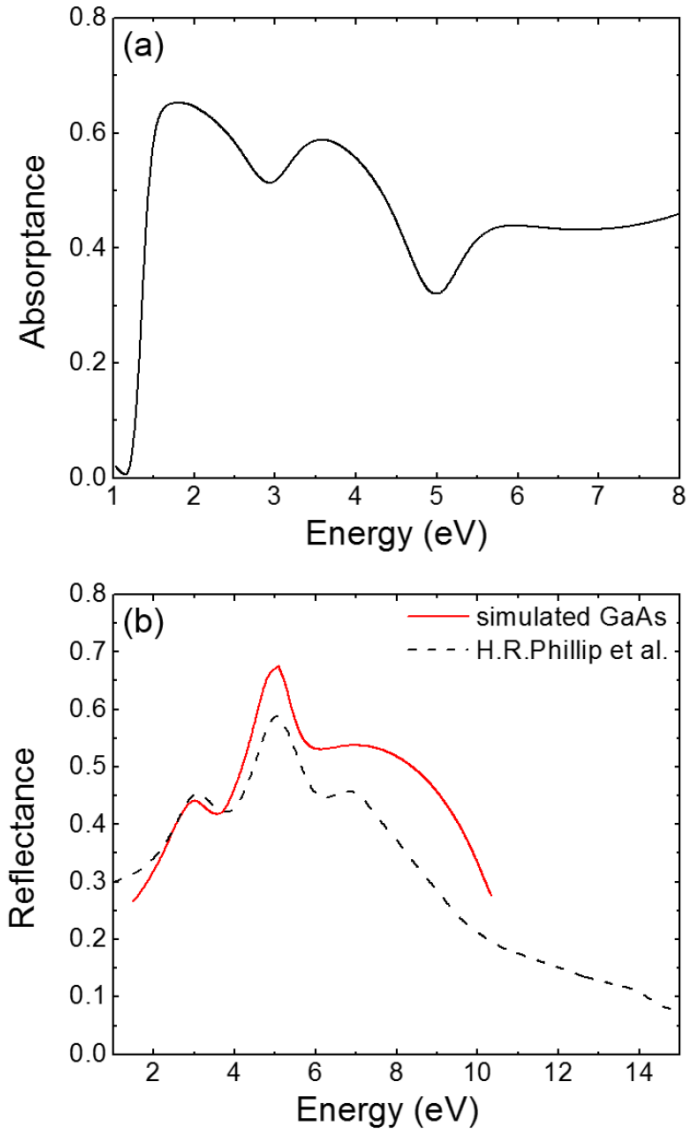 (a)
Absorptance
0.8
0.6
0.4
0.2
0.0
1 2 3 4 5 6 7 8
Energy (eV)
(b)
simulated GaAs
H.R.Phillip et al.
Reflectance
0.8
0.7
0.6
0.5
0.4
0.3
0.2
0.1
0.0
2 4 6 8 10 12 14
Energy (eV)